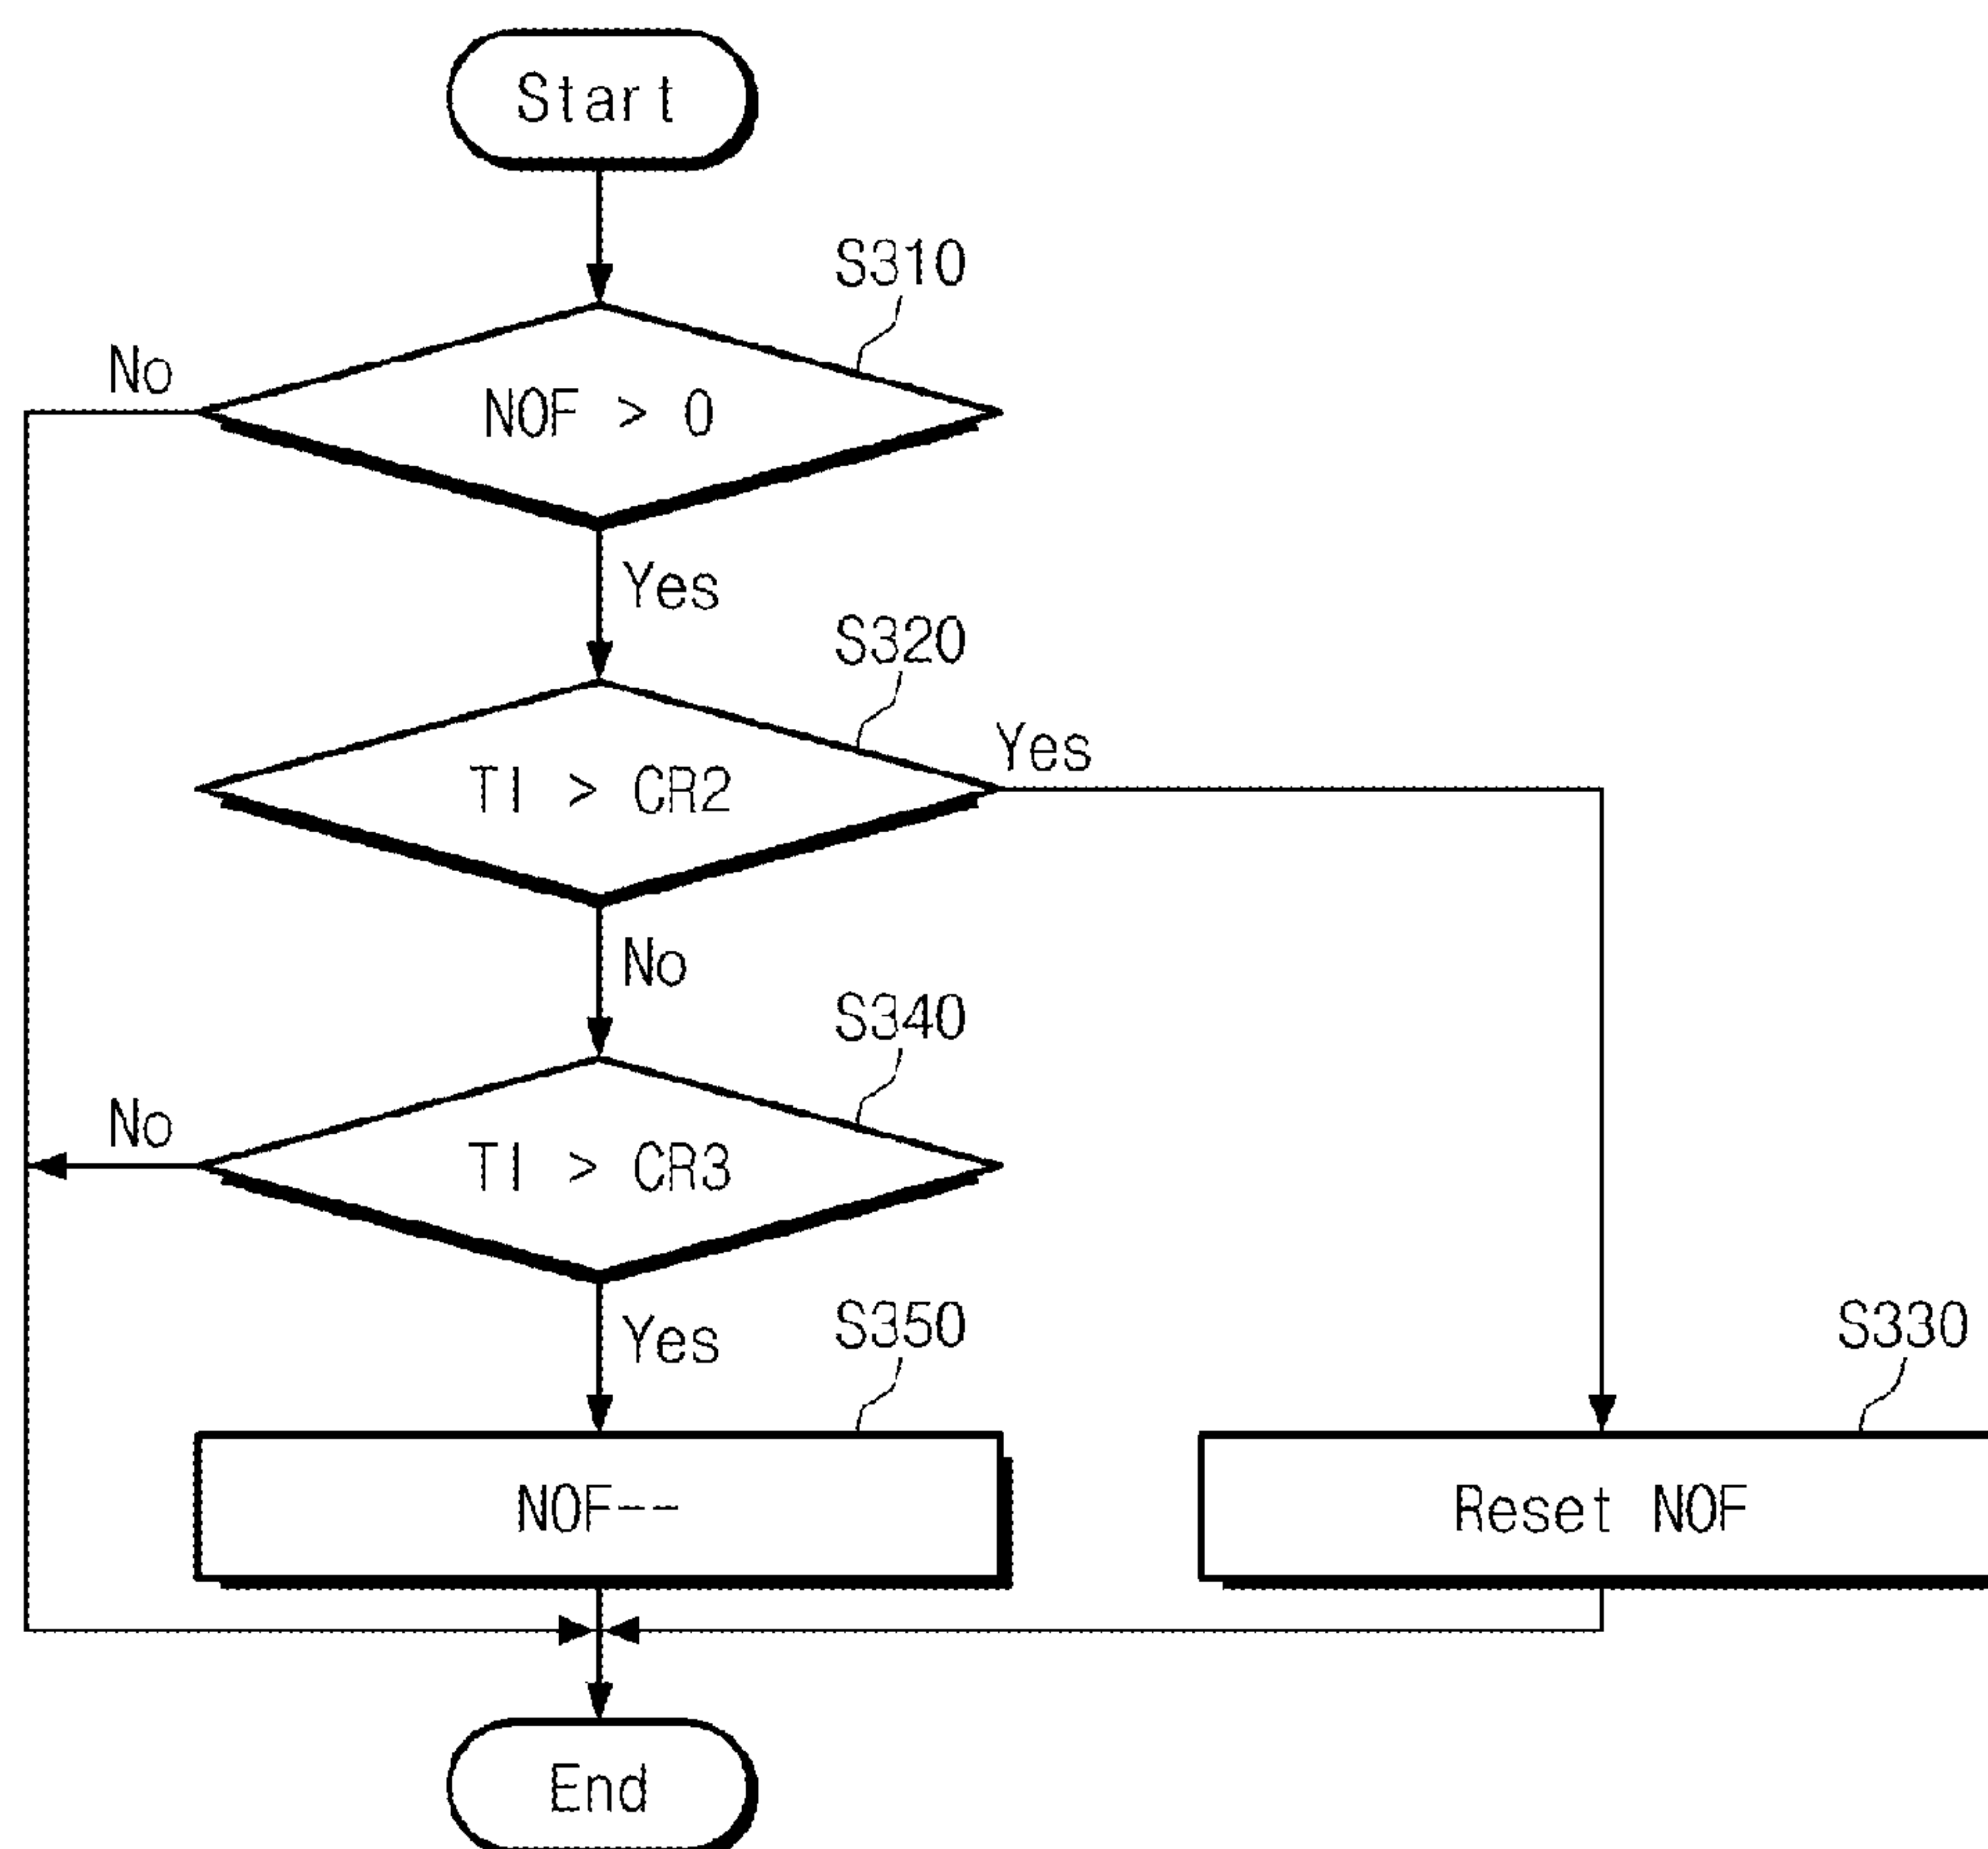 Start
S310
No
NOF > 0
Yes
S320
Yes
TI > CR2
No
S340
No
TI > CR3
Yes
S350
S330
NOF--
Reset NOF
End